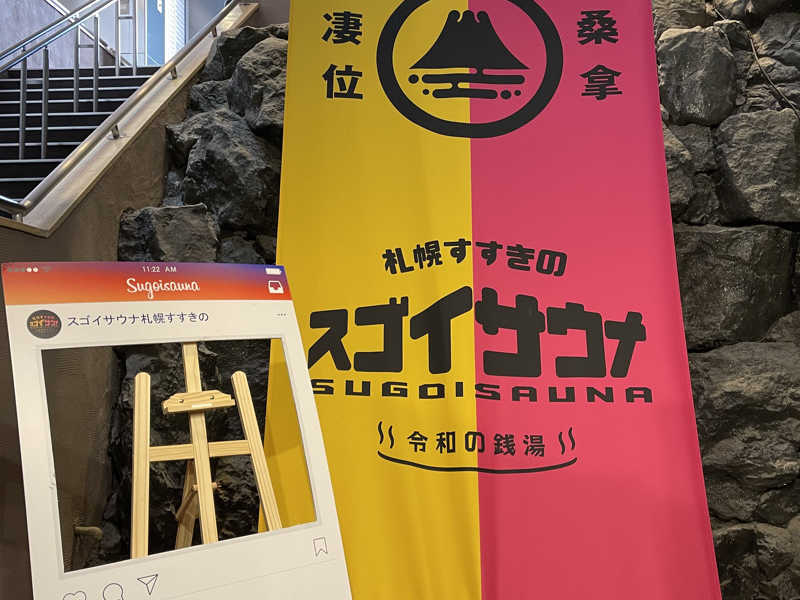 凄位
桑拿
札幌すすきの
スゴイサウナ
SUGOISAUNA
令和の銭湯
11:22 AM
Sugoisauna
スゴイサウナ札幌すすきの